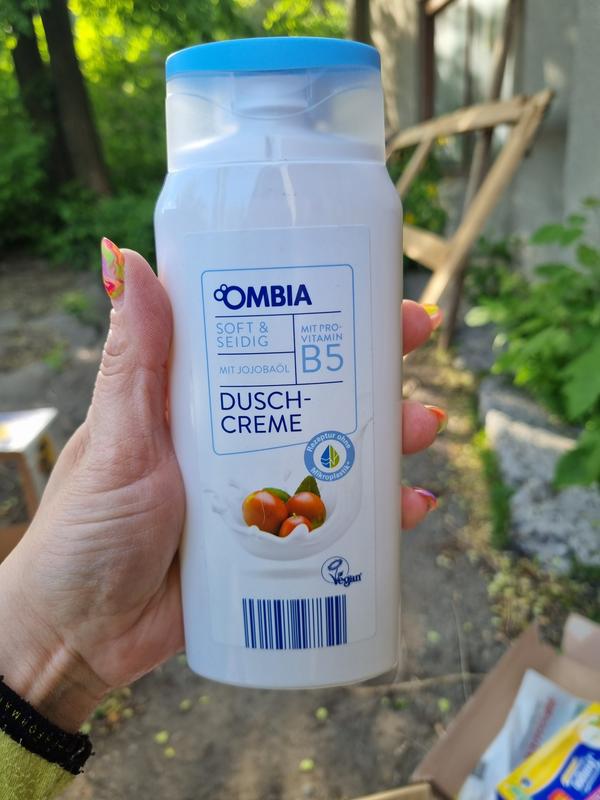 OMBIA
SOFT &
SEIDIG
MIT PRO-
VITAMIN
B5
MIT JOJOBAÖL
DUSCH-
CREME
Rezeptur ohne
Mikroplastik
Vegan